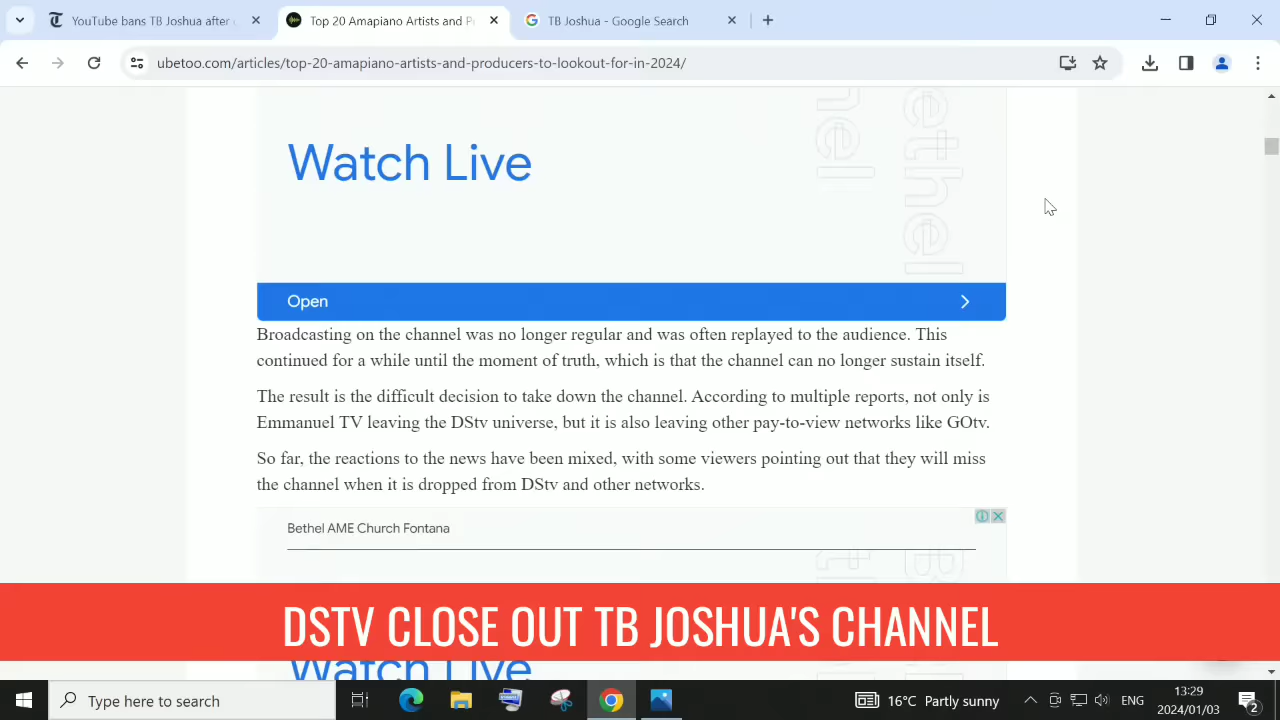 YouTube bans TB Joshua after
Top 20 Amapiano Artists and P
TB Joshua - Google Search
ubetoo.com/articles/top-20-amapiano-artists-and-producers-to-lookout-for-in-2024/
Watch Live
Open
Broadcasting on the channel was no longer regular and was often replayed to the audience. This
continued for a while until the moment of truth, which is that the channel can no longer sustain itself.
The result is the difficult decision to take down the channel. According to multiple reports, not only is
Emmanuel TV leaving the DStv universe, but it is also leaving other pay-to-view networks like GOtv.
So far, the reactions to the news have been mixed, with some viewers pointing out that they will miss
the channel when it is dropped from DStv and other networks.
Bethel AME Church Fontana
DSTV CLOSE OUT TB JOSHUA'S CHANNEL
Watch Live
Type here to search
16°C Partly sunny
ENG
13:29
2024/01/03
2